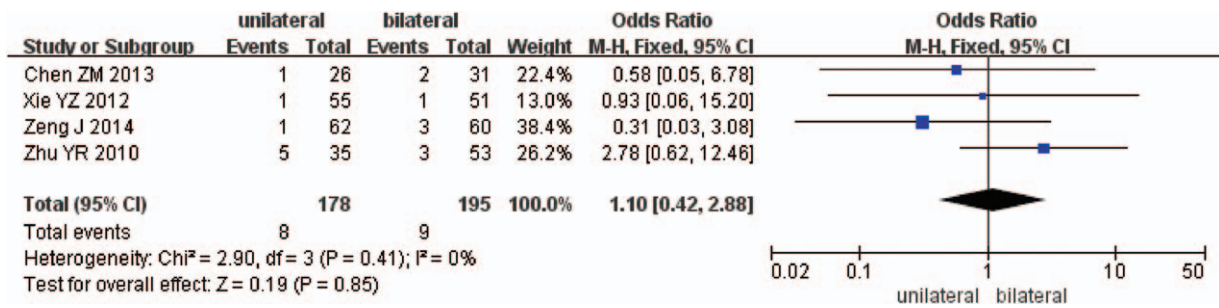 unilateral bilateral Odds Ratio Odds Ratio
Study or Subgroup Events Total Events Total Weight M-H, Fixed, 95% CI M-H, Fixed, 95% CI
Chen ZM 2013 1 26 2 31 22.4% 0.58 [0.05, 6.78]
Xie YZ 2012 1 55 1 51 13.0% 0.93 [0.06, 15.20]
Zeng J 2014 1 62 3 60 38.4% 0.31 [0.03, 3.08]
Zhu YR 2010 5 35 3 53 26.2% 2.78 [0.62, 12.46]
Total (95% CI) 178 195 100.0% 1.10 [0.42, 2.88]
Total events 8 9
Heterogeneity: Chi² = 2.90, df = 3 (P = 0.41); I² = 0%
Test for overall effect: Z = 0.19 (P = 0.85)
0.02 0.1 1 10 50
unilateral bilateral